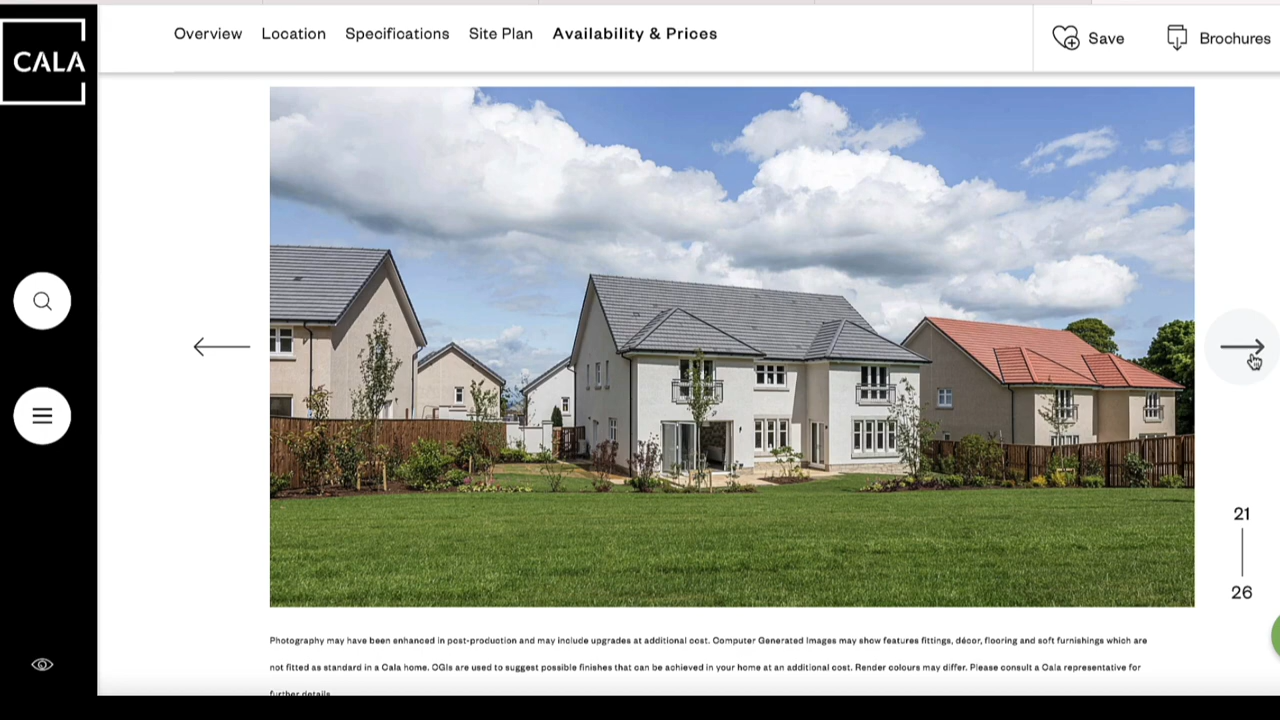 CALA
Overview Location Specifications Site Plan Availability & Prices
Save Brochures
21
26
Photography may have been enhanced in post-production and may include upgrades at additional cost. Computer Generated Images may show features fittings, décor, flooring and soft furnishings which are
not fitted as standard in a Cala home. CGIs are used to suggest possible finishes that can be achieved in your home at an additional cost. Render colours may differ. Please consult a Cala representative for
further details.